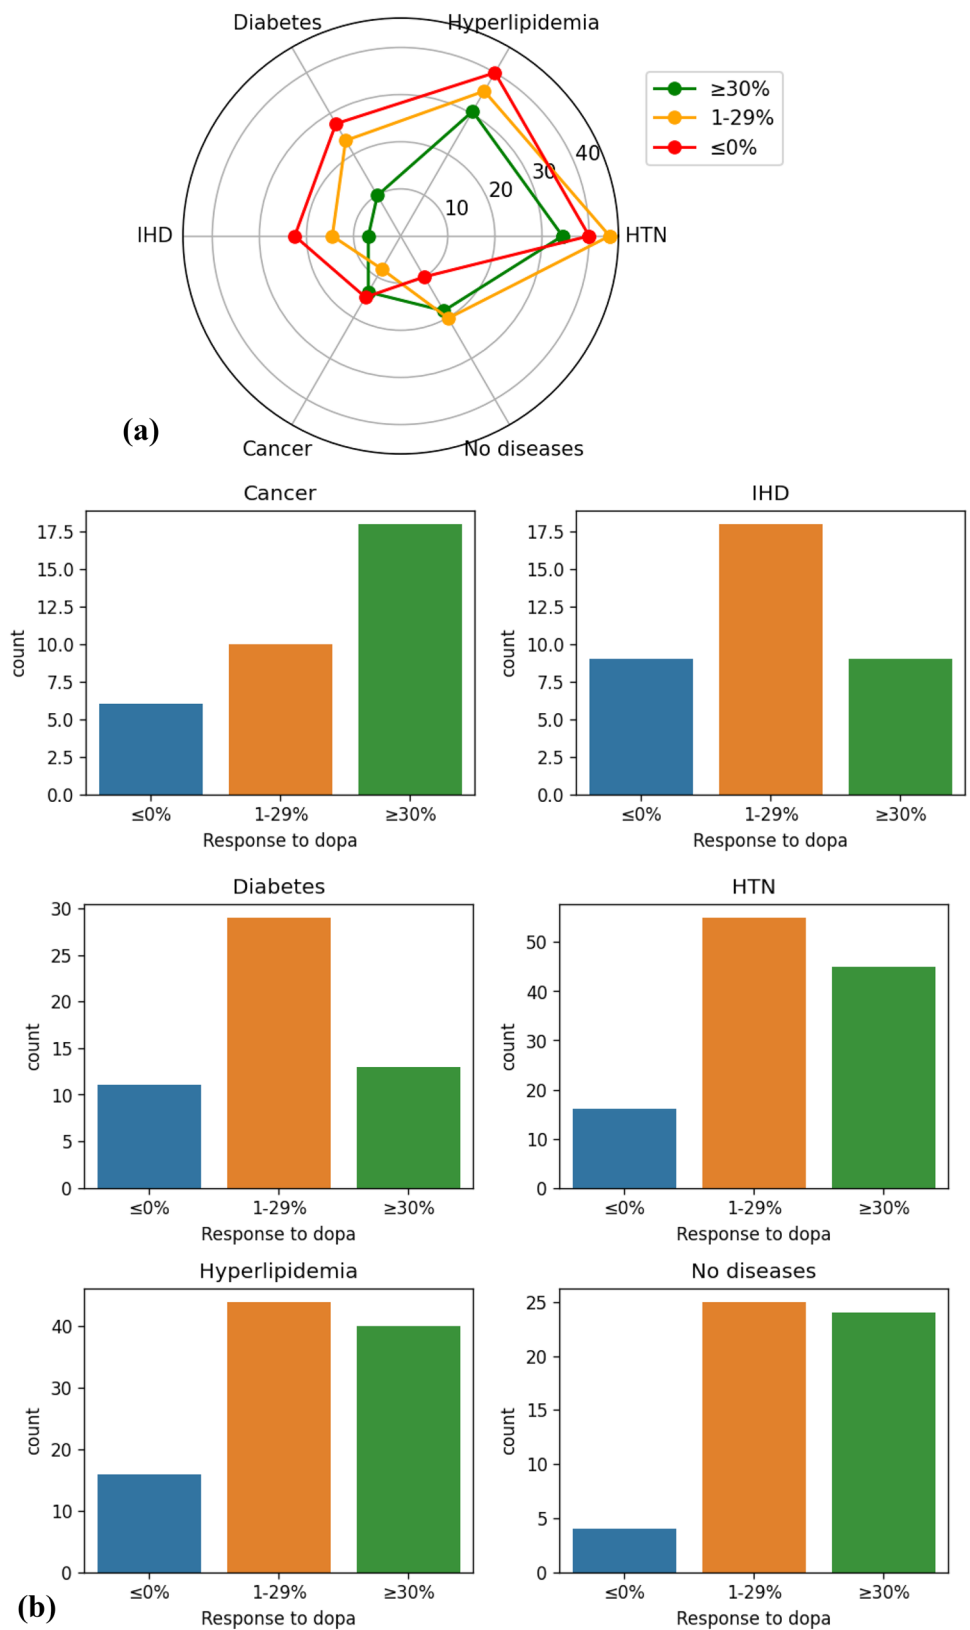 Diabetes Hyperlipidemia
≥30%
1-29%
≤0%
40
30
20
10
IHD HTN
(a)
Cancer No diseases
Cancer
17.5
15.0
12.5
10.0
7.5
5.0
2.5
0.0
count
≤0% 1-29% ≥30%
Response to dopa
IHD
17.5
15.0
12.5
10.0
7.5
5.0
2.5
0.0
count
≤0% 1-29% ≥30%
Response to dopa
Diabetes
30
25
20
15
10
5
0
count
≤0% 1-29% ≥30%
Response to dopa
HTN
50
40
30
20
10
0
count
≤0% 1-29% ≥30%
Response to dopa
Hyperlipidemia
40
30
20
10
0
count
≤0% 1-29% ≥30%
Response to dopa
No diseases
25
20
15
10
5
0
count
≤0% 1-29% ≥30%
Response to dopa
(b)